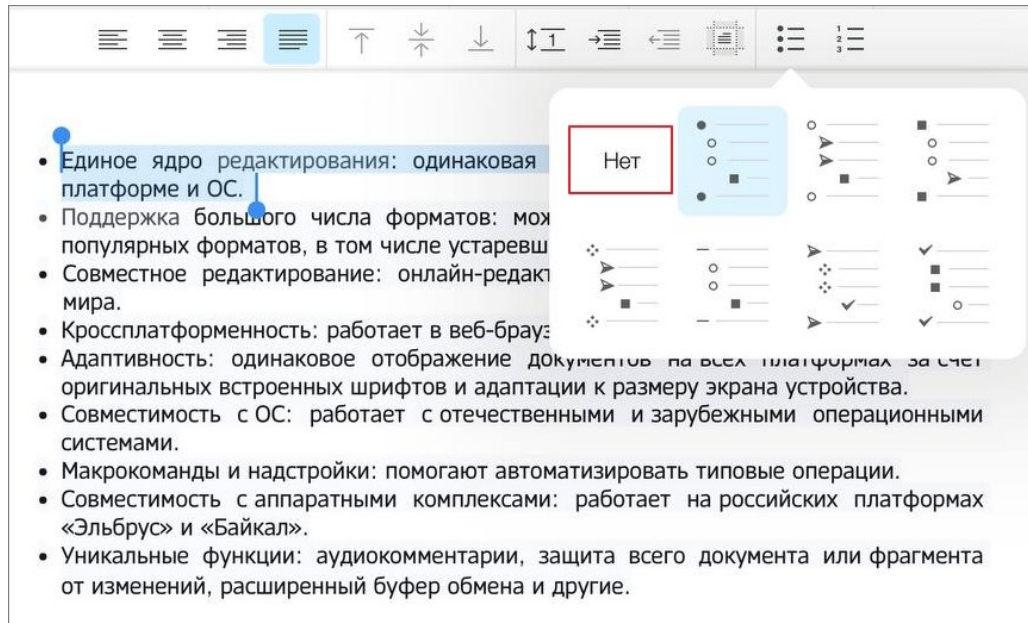 Нет
Единое ядро редактирования: одинаковая
платформе и ОС.
Поддержка большого числа форматов: мож
популярных форматов, в том числе устаревш
Совместное редактирование: онлайн-редакт
мира.
Кроссплатформенность: работает в веб-брауз
Адаптивность: одинаковое отображение документов на всех платформах за счет
оригинальных встроенных шрифтов и адаптации к размеру экрана устройства.
Совместимость с ОС: работает с отечественными и зарубежными операционными
системами.
Макрокоманды и надстройки: помогают автоматизировать типовые операции.
Совместимость с аппаратными комплексами: работает на российских платформах
«Эльбрус» и «Байкал».
Уникальные функции: аудиокомментарии, защита всего документа или фрагмента
от изменений, расширенный буфер обмена и другие.